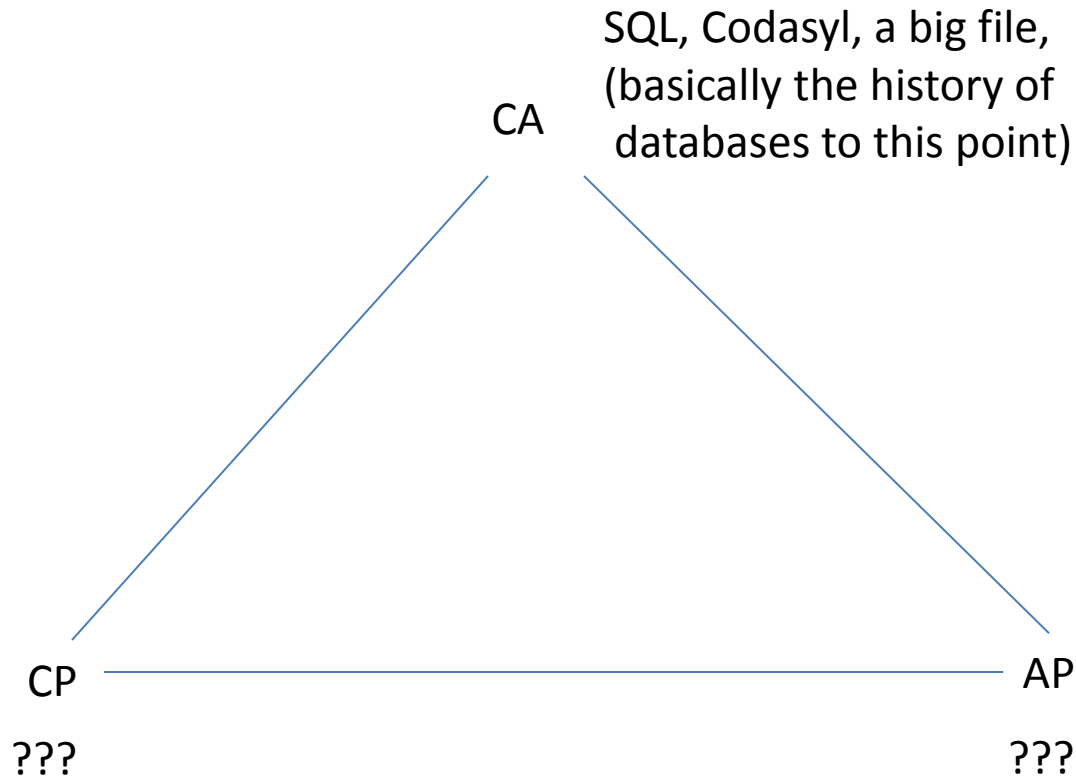 SQL, Codasyl, a big file,
(basically the history of
databases to this point)
CA
CP
AP
???
???